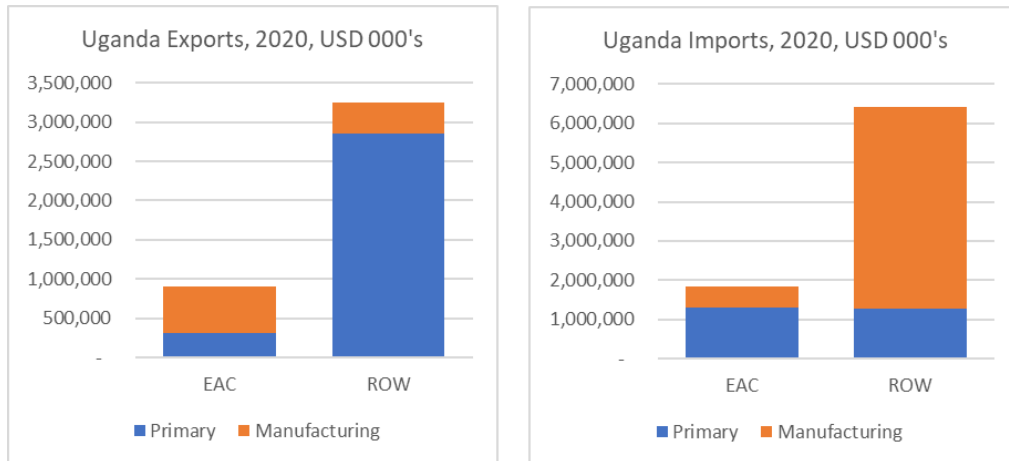 Uganda Exports, 2020, USD 000's
3,500,000
3,000,000
2,500,000
2,000,000
1,500,000
1,000,000
500,000
-
EAC
ROW
Primary
Manufacturing
Uganda Imports, 2020, USD 000's
7,000,000
6,000,000
5,000,000
4,000,000
3,000,000
2,000,000
1,000,000
-
EAC
ROW
Primary
Manufacturing